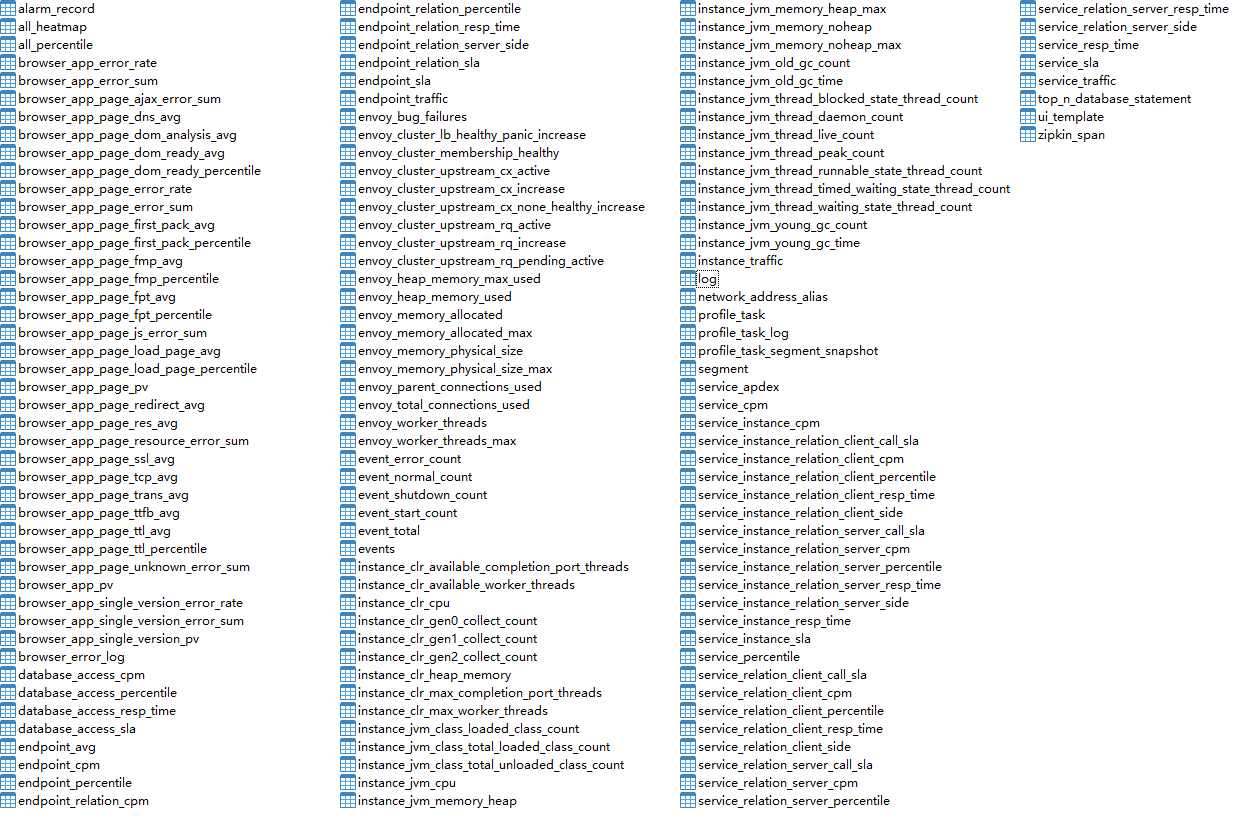 alarm_record
all_heatmap
all_percentile
browser_app_error_rate
browser_app_error_sum
browser_app_page_ajax_error_sum
browser_app_page_dns_avg
browser_app_page_dom_analysis_avg
browser_app_page_dom_ready_avg
browser_app_page_dom_ready_percentile
browser_app_page_error_rate
browser_app_page_error_sum
browser_app_page_first_pack_avg
browser_app_page_first_pack_percentile
browser_app_page_fmp_avg
browser_app_page_fmp_percentile
browser_app_page_fpt_avg
browser_app_page_fpt_percentile
browser_app_page_js_error_sum
browser_app_page_load_page_avg
browser_app_page_load_page_percentile
browser_app_page_pv
browser_app_page_redirect_avg
browser_app_page_res_avg
browser_app_page_resource_error_sum
browser_app_page_ssl_avg
browser_app_page_tcp_avg
browser_app_page_trans_avg
browser_app_page_ttfb_avg
browser_app_page_ttl_avg
browser_app_page_ttl_percentile
browser_app_page_unknown_error_sum
browser_app_pv
browser_app_single_version_error_rate
browser_app_single_version_error_sum
browser_app_single_version_pv
browser_error_log
database_access_cpm
database_access_percentile
database_access_resp_time
database_access_sla
endpoint_avg
endpoint_cpm
endpoint_percentile
endpoint_relation_cpm
endpoint_relation_percentile
endpoint_relation_resp_time
endpoint_relation_server_side
endpoint_relation_sla
endpoint_sla
endpoint_traffic
envoy_bug_failures
envoy_cluster_lb_healthy_panic_increase
envoy_cluster_membership_healthy
envoy_cluster_upstream_cx_active
envoy_cluster_upstream_cx_increase
envoy_cluster_upstream_cx_none_healthy_increase
envoy_cluster_upstream_rq_active
envoy_cluster_upstream_rq_increase
envoy_cluster_upstream_rq_pending_active
envoy_heap_memory_max_used
envoy_heap_memory_used
envoy_memory_allocated
envoy_memory_allocated_max
envoy_memory_physical_size
envoy_memory_physical_size_max
envoy_parent_connections_used
envoy_total_connections_used
envoy_worker_threads
envoy_worker_threads_max
event_error_count
event_normal_count
event_shutdown_count
event_start_count
event_total
events
instance_clr_available_completion_port_threads
instance_clr_available_worker_threads
instance_clr_cpu
instance_clr_gen0_collect_count
instance_clr_gen1_collect_count
instance_clr_gen2_collect_count
instance_clr_heap_memory
instance_clr_max_completion_port_threads
instance_clr_max_worker_threads
instance_jvm_class_loaded_class_count
instance_jvm_class_total_loaded_class_count
instance_jvm_class_total_unloaded_class_count
instance_jvm_cpu
instance_jvm_memory_heap
instance_jvm_memory_heap_max
instance_jvm_memory_noheap
instance_jvm_memory_noheap_max
instance_jvm_old_gc_count
instance_jvm_old_gc_time
instance_jvm_thread_blocked_state_thread_count
instance_jvm_thread_daemon_count
instance_jvm_thread_live_count
instance_jvm_thread_peak_count
instance_jvm_thread_runnable_state_thread_count
instance_jvm_thread_timed_waiting_state_thread_count
instance_jvm_thread_waiting_state_thread_count
instance_jvm_young_gc_count
instance_jvm_young_gc_time
instance_traffic
log
network_address_alias
profile_task
profile_task_log
profile_task_segment_snapshot
segment
service_apdex
service_cpm
service_instance_cpm
service_instance_relation_client_call_sla
service_instance_relation_client_cpm
service_instance_relation_client_percentile
service_instance_relation_client_resp_time
service_instance_relation_client_side
service_instance_relation_server_call_sla
service_instance_relation_server_cpm
service_instance_relation_server_percentile
service_instance_relation_server_resp_time
service_instance_relation_server_side
service_instance_resp_time
service_instance_sla
service_percentile
service_relation_client_call_sla
service_relation_client_cpm
service_relation_client_percentile
service_relation_client_resp_time
service_relation_client_side
service_relation_server_call_sla
service_relation_server_cpm
service_relation_server_percentile
service_relation_server_resp_time
service_relation_server_side
service_resp_time
service_sla
service_traffic
top_n_database_statement
ui_template
zipkin_span